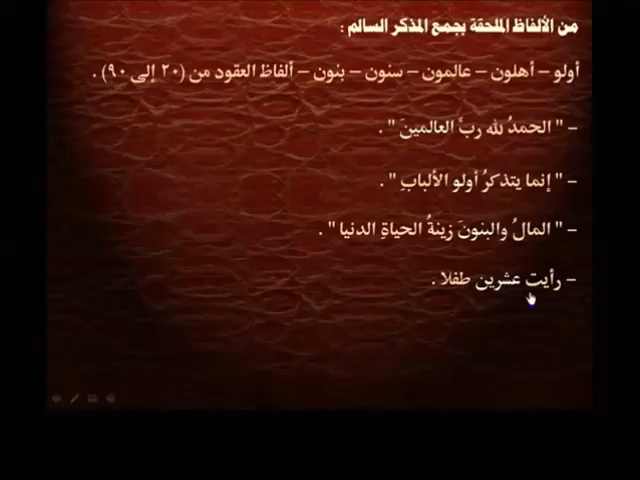 من الألفاظ الملحقة بجمع المذكر السالم :
أولو – أهلون – عالمون – سنون – بنون – ألفاظ العقود من (٢٠ إلى ٩٠) .
– " الحمدُ لله ربَّ العالمينَ " .
– " إنما يتذكرُ أولو الألبابِ " .
– " المالُ والبنونَ زينةُ الحياةِ الدنيا " .
– رأيت عشرين طفلا .